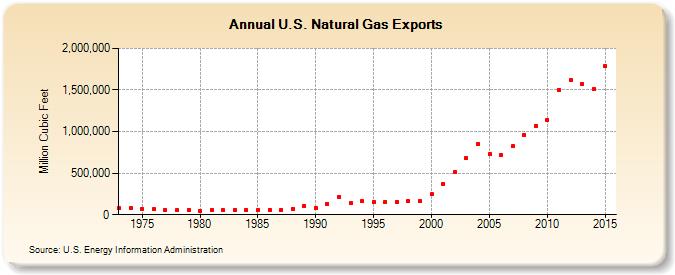 Annual U.S. Natural Gas Exports
Million Cubic Feet
2,000,000
1,500,000
1,000,000
500,000
0
1975 1980 1985 1990 1995 2000 2005 2010 2015
Source: U.S. Energy Information Administration